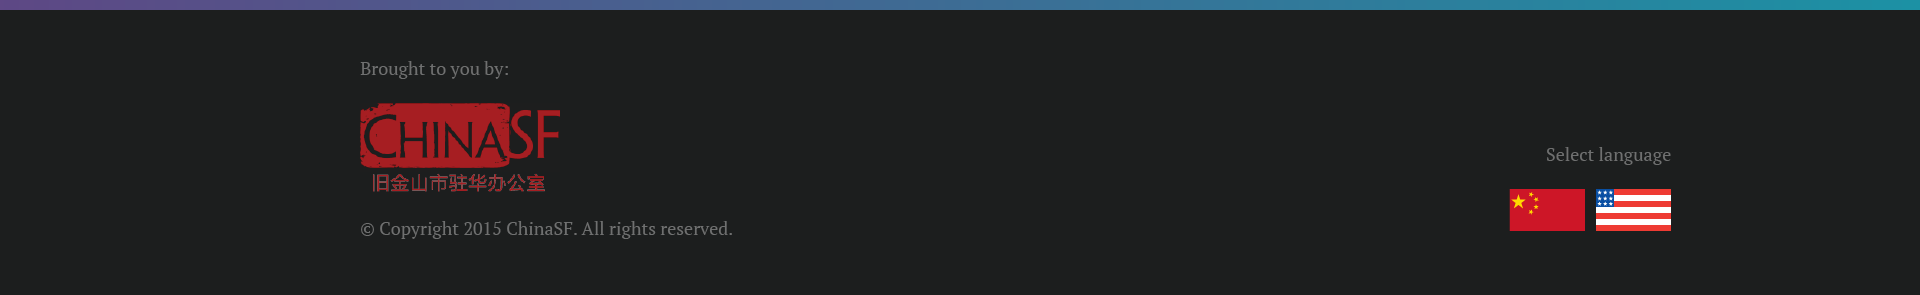 Brought to you by:
CHINASF
旧金山市驻华办公室
© Copyright 2015 ChinaSF. All rights reserved.
Select language